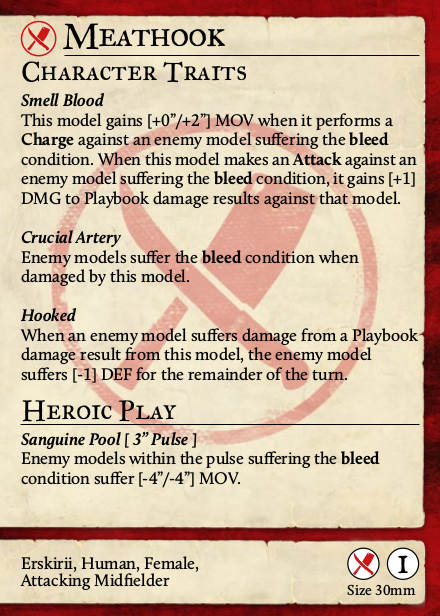 Meathook
Character Traits
Smell Blood
This model gains [+0”/+2”] MOV when it performs a
Charge against an enemy model suffering the bleed
condition. When this model makes an Attack against an
enemy model suffering the bleed condition, it gains [+1]
DMG to Playbook damage results against that model.
Crucial Artery
Enemy models suffer the bleed condition when
damaged by this model.
Hooked
When an enemy model suffers damage from a Playbook
damage result from this model, the enemy model
suffers [-1] DEF for the remainder of the turn.
Heroic Play
Sanguine Pool [ 3” Pulse ]
Enemy models within the pulse suffering the bleed
condition suffer [-4”/-4”] MOV.
Erskirii, Human, Female,
Attacking Midfielder
I
Size 30mm